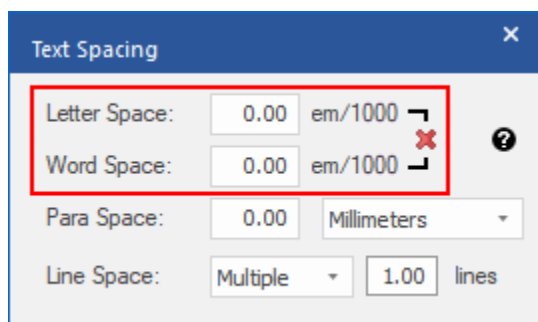 Text Spacing
Letter Space: 0.00 em/1000
Word Space: 0.00 em/1000
Para Space: 0.00 Millimeters
Line Space: Multiple 1.00 lines